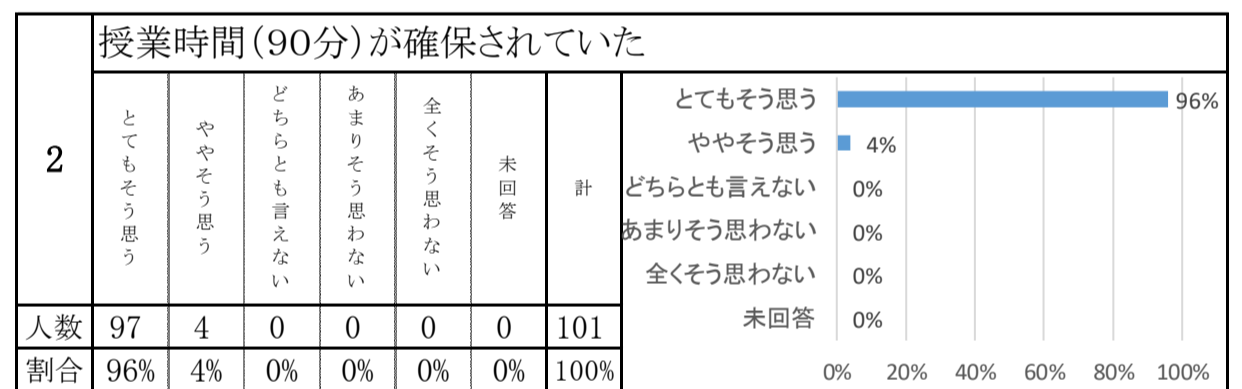 2
授業時間(90分)が確保されていた
とてもそう思う
ややそう思う
どちらとも言えない
あまりそう思わない
全くそう思わない
未回答
計
人数 97 4 0 0 0 0 101
割合 96% 4% 0% 0% 0% 0% 100%
とてもそう思う 96%
ややそう思う 4%
どちらとも言えない 0%
あまりそう思わない 0%
全くそう思わない 0%
未回答 0%
0% 20% 40% 60% 80% 100%